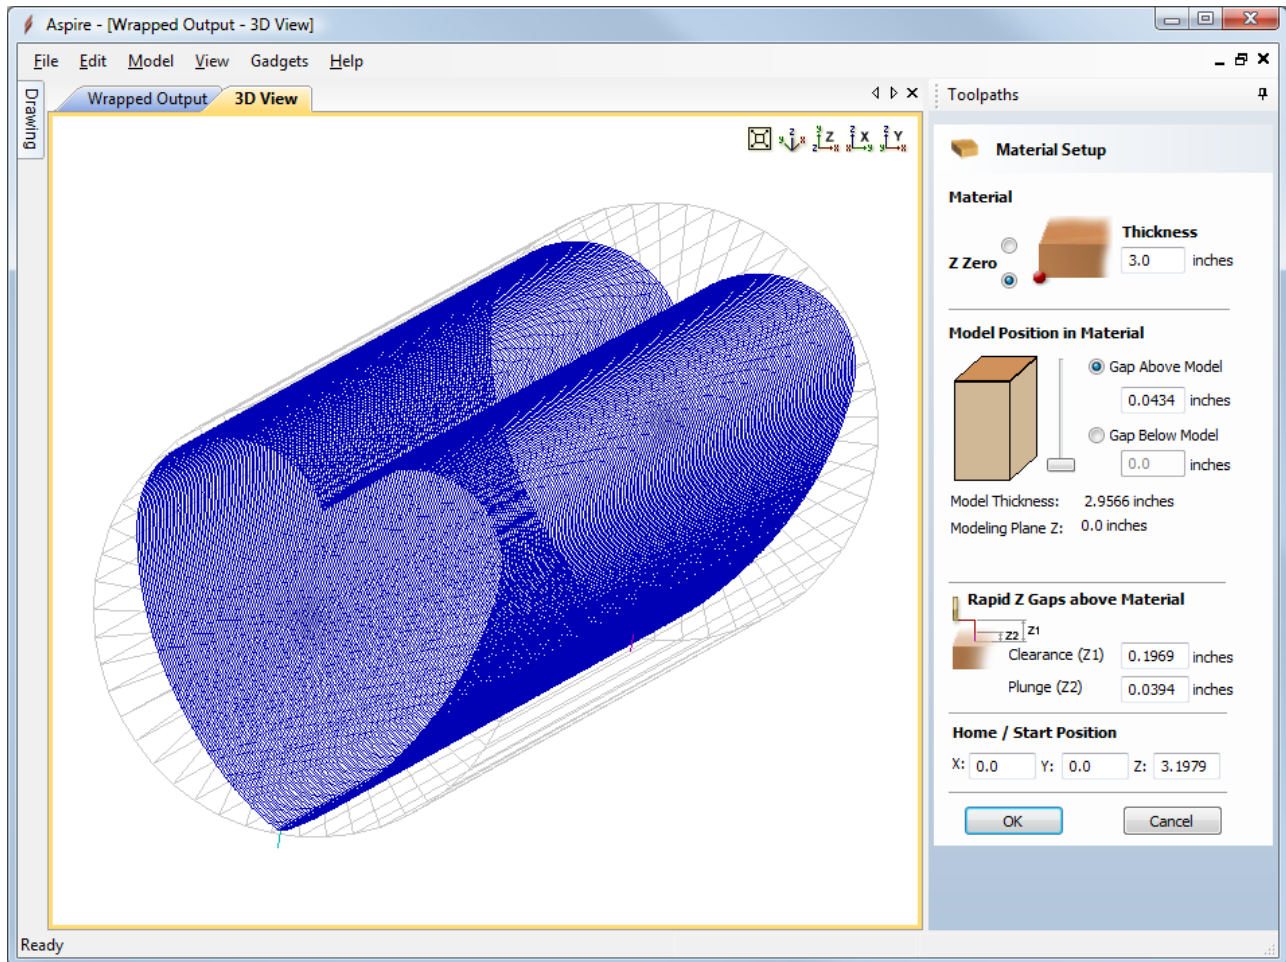 Aspire - [Wrapped Output - 3D View]
File Edit Model View Gadgets Help
Drawing
Wrapped Output
3D View
Toolpaths
Material Setup
Material
Thickness
Z Zero
3.0 inches
Model Position in Material
Gap Above Model
0.0434 inches
Gap Below Model
0.0 inches
Model Thickness: 2.9566 inches
Modeling Plane Z: 0.0 inches
Rapid Z Gaps above Material
Z2 Z1
Clearance (Z1) 0.1969 inches
Plunge (Z2) 0.0394 inches
Home / Start Position
X: 0.0 Y: 0.0 Z: 3.1979
OK Cancel
Ready
y z x
y Z z x
z X x y
z Y y x